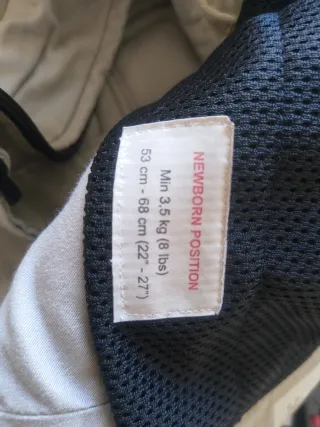 NEWBORN POSITION
Min 3.5 kg (8 lbs)
53 cm - 68 cm (22" - 27")